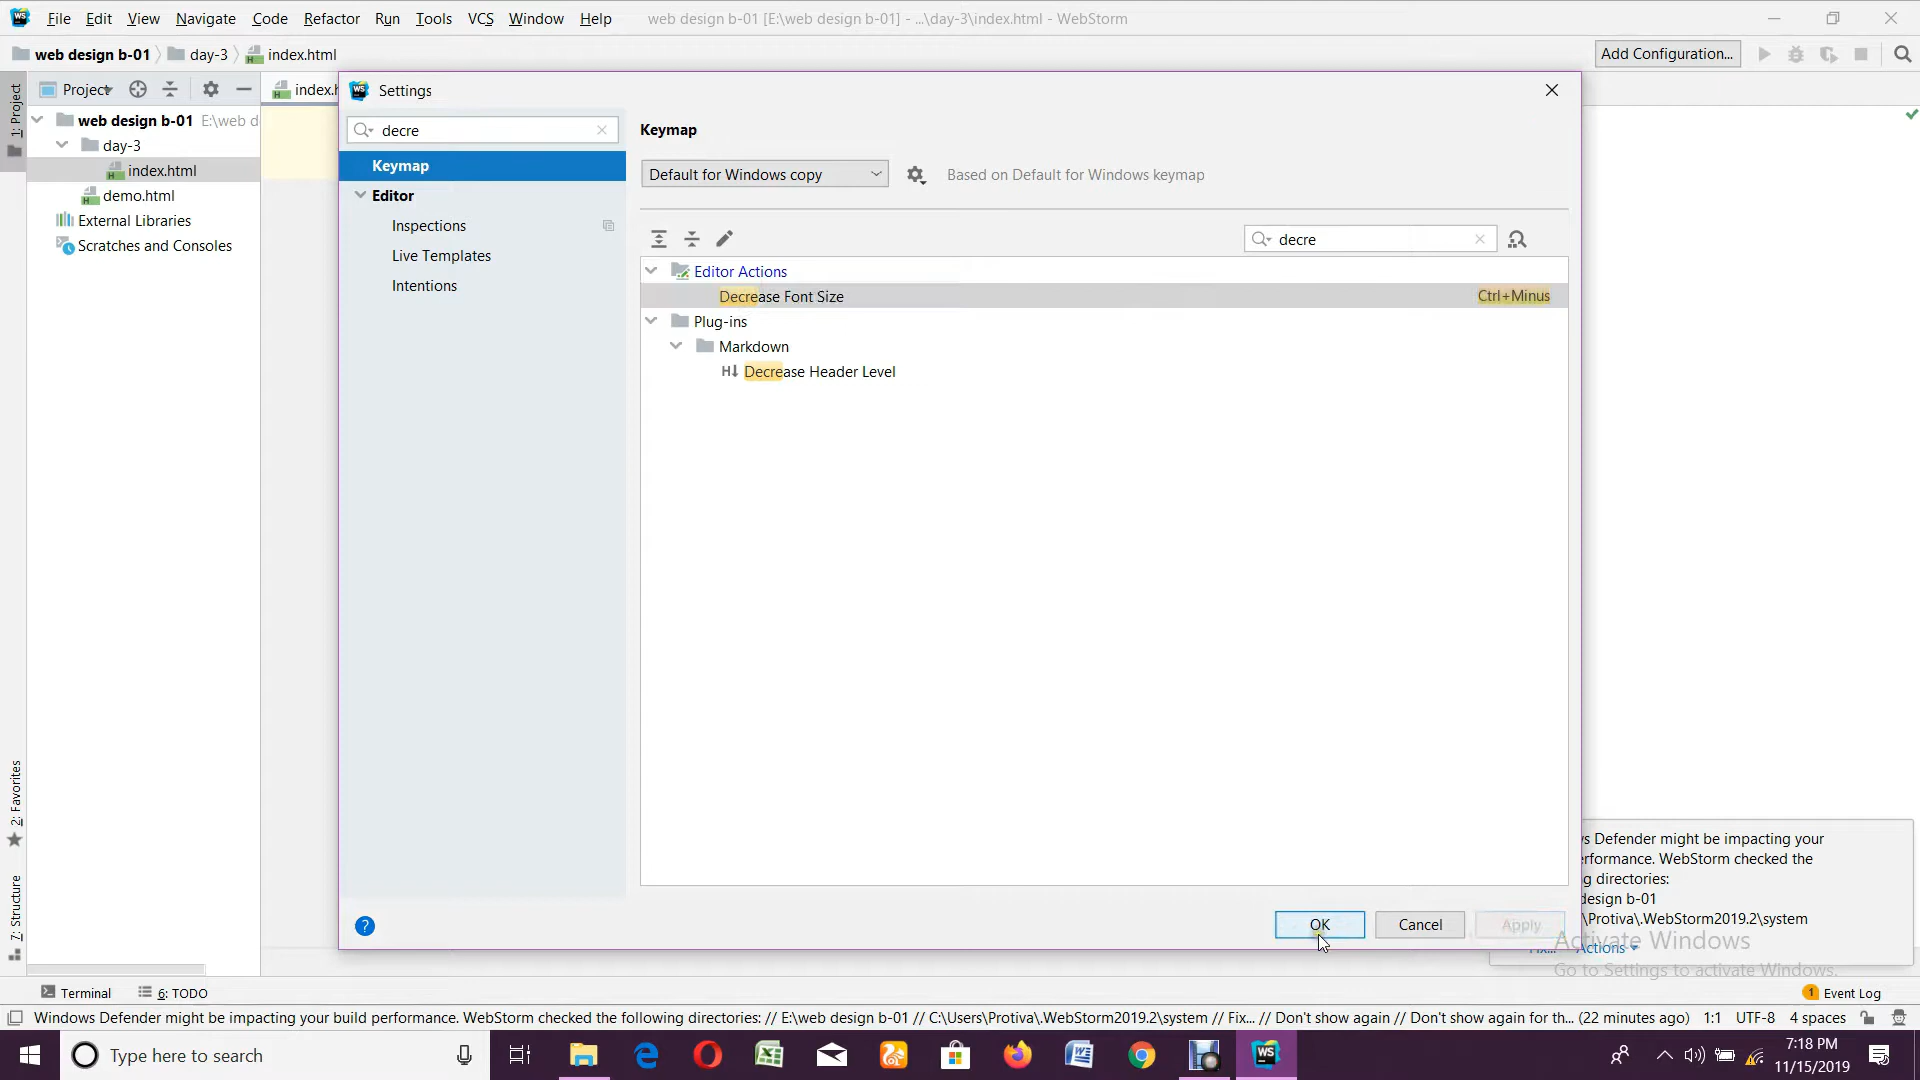 File Edit View Navigate Code Refactor Run Tools VCS Window Help web design b-01 [E:\web design b-01] - ...\day-3\index.html - WebStorm
web design b-01 day-3 index.html Add Configuration...
1: Project
Project
index.h
web design b-01 E:\web d
day-3
index.html
demo.html
External Libraries
Scratches and Consoles
2: Favorites
7: Structure
Settings
decre
Keymap
Editor
Inspections
Live Templates
Intentions
Keymap
Default for Windows copy Based on Default for Windows keymap
decre
Editor Actions
Decrease Font Size Ctrl+Minus
Plug-ins
Markdown
Decrease Header Level
? OK Cancel Apply
s Defender might be impacting your
rformance. WebStorm checked the
g directories:
design b-01
\Protiva\.WebStorm2019.2\system
Fix... Actions
Activate Windows
Go to Settings to activate Windows.
Terminal 6: TODO 1 Event Log
Windows Defender might be impacting your build performance. WebStorm checked the following directories: // E:\web design b-01 // C:\Users\Protiva\.WebStorm2019.2\system // Fix... // Don't show again // Don't show again for th... (22 minutes ago) 1:1 UTF-8 4 spaces
Type here to search
7:18 PM
11/15/2019